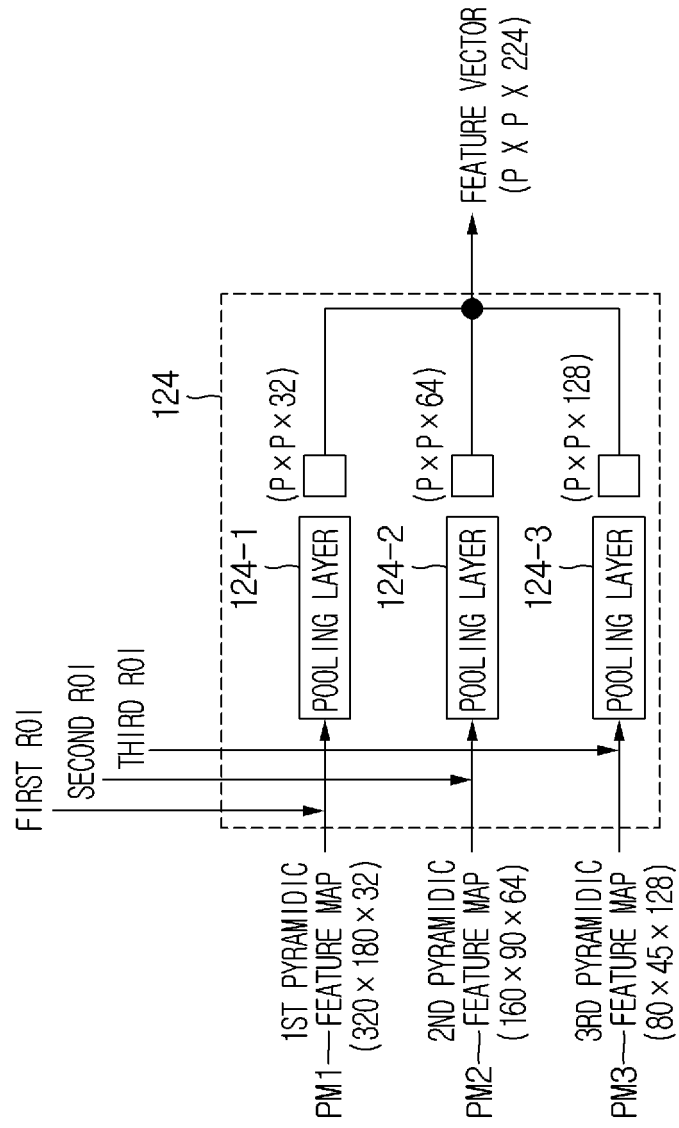 FIRST ROI
SECOND ROI
THIRD ROI
124
1ST PYRAMIDIC
PM1
FEATURE MAP
(320×180×32)
124-1
POOLING LAYER
(P×P×32)
2ND PYRAMIDIC
PM2
FEATURE MAP
(160×90×64)
124-2
POOLING LAYER
(P×P×64)
3RD PYRAMIDIC
PM3
FEATURE MAP
(80×45×128)
124-3
POOLING LAYER
(P×P×128)
FEATURE VECTOR
(P X P X 224)